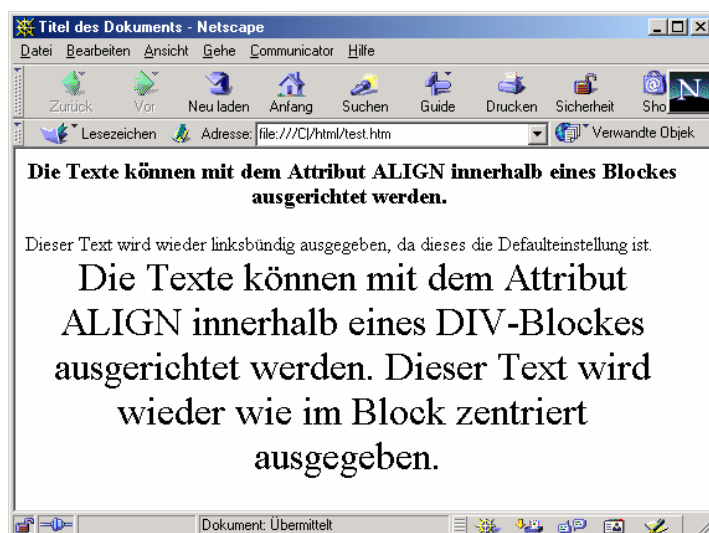 Titel des Dokuments - Netscape
Datei Bearbeiten Ansicht Gehe Communicator Hilfe
Zurück Vor Neu laden Anfang Suchen Guide Drucken Sicherheit Sho N
Lesezeichen Adresse: file:///C|/html/test.htm Verwandte Objek
Die Texte können mit dem Attribut ALIGN innerhalb eines Blockes
ausgerichtet werden.
Dieser Text wird wieder linksbündig ausgegeben, da dieses die Defaulteinstellung ist.
Die Texte können mit dem Attribut
ALIGN innerhalb eines DIV-Blockes
ausgerichtet werden. Dieser Text wird
wieder wie im Block zentriert
ausgegeben.
Dokument: Übermittelt